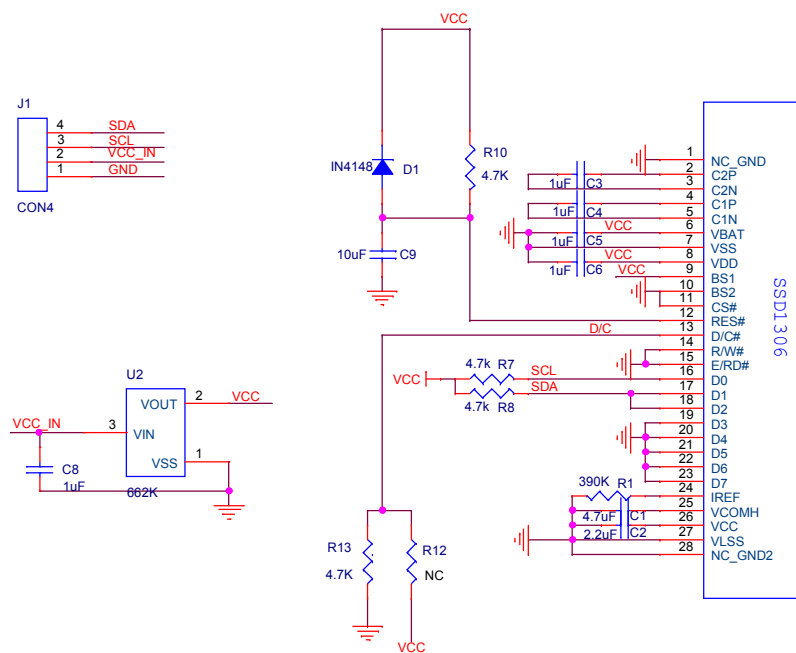 VCC
J1
4 SDA
3 SCL
2 VCC_IN
1 GND
CON4
IN4148 D1
R10
4.7K
10uF C9
1 NC_GND
2 C2P
1uF C3 3 C2N
4 C1P
1uF C4 5 C1N
VCC 6 VBAT
1uF C5 7 VSS
VCC 8 VDD
1uF C6 VCC 9 BS1
10 BS2
11 CS#
12 RES#
D/C 13 D/C#
14 R/W#
15 E/RD#
4.7k R7 SCL 16 D0
VCC SDA 17 D1
4.7k R8 18 D2
19 D3
20 D4
21 D5
22 D6
23 D7
390K R1 24 IREF
25 VCOMH
4.7uF C1 26 VCC
2.2uF C2 27 VLSS
28 NC_GND2
SSD1306
U2
VOUT 2 VCC
VCC_IN 3 VIN
VSS 1
C8
1uF
662K
R13
4.7K
R12
NC
VCC